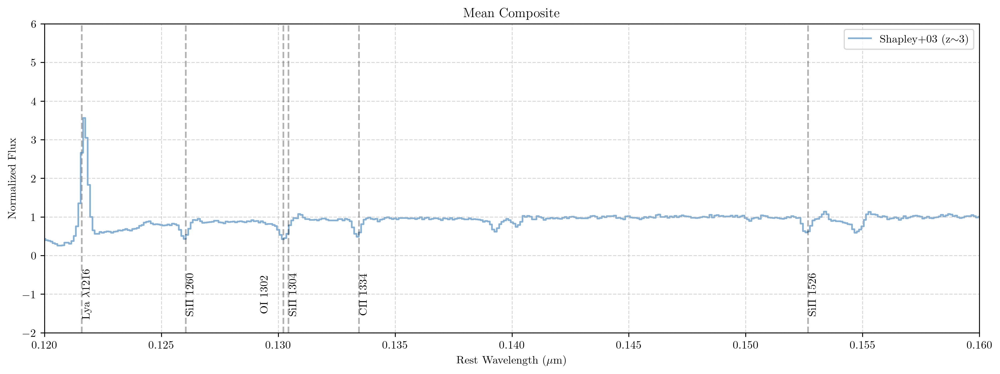 Mean Composite
Shapley+03 (z~3)
Normalized Flux
6
5
4
3
2
1
0
−1
−2
Lya λ1216
SiII 1260
OI 1302
SiII 1304
CII 1334
SiII 1526
0.120
0.125
0.130
0.135
0.140
0.145
0.150
0.155
0.160
Rest Wavelength (μm)